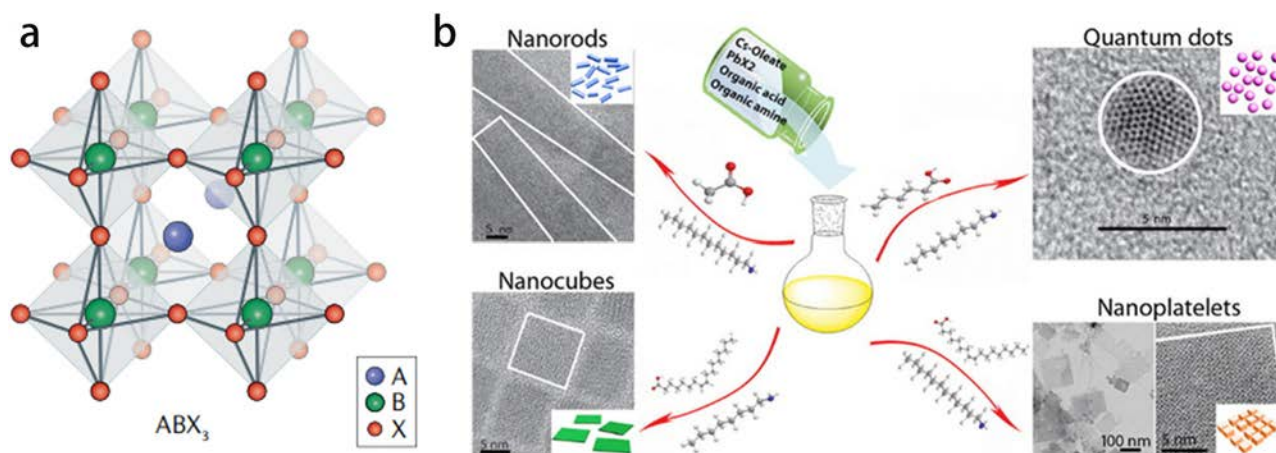 a
A
B
X
ABX3
b
Nanorods
5 nm
Cs-Oleate
PbX2
Organic acid
Organic amine
Quantum dots
5 nm
Nanocubes
5 nm
Nanoplatelets
100 nm
5 nm